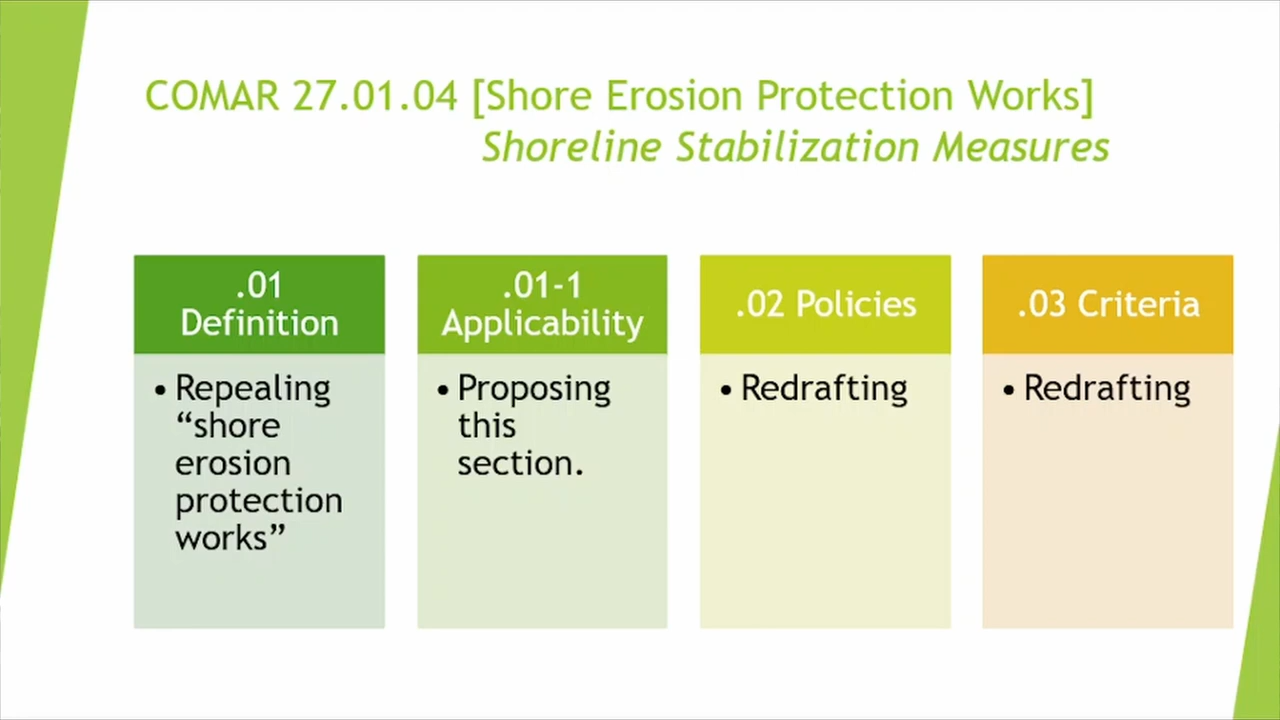 COMAR 27.01.04 [Shore Erosion Protection Works]
Shoreline Stabilization Measures
.01
Definition
• Repealing
“shore
erosion
protection
works”
.01-1
Applicability
• Proposing
this
section.
.02 Policies
• Redrafting
.03 Criteria
• Redrafting